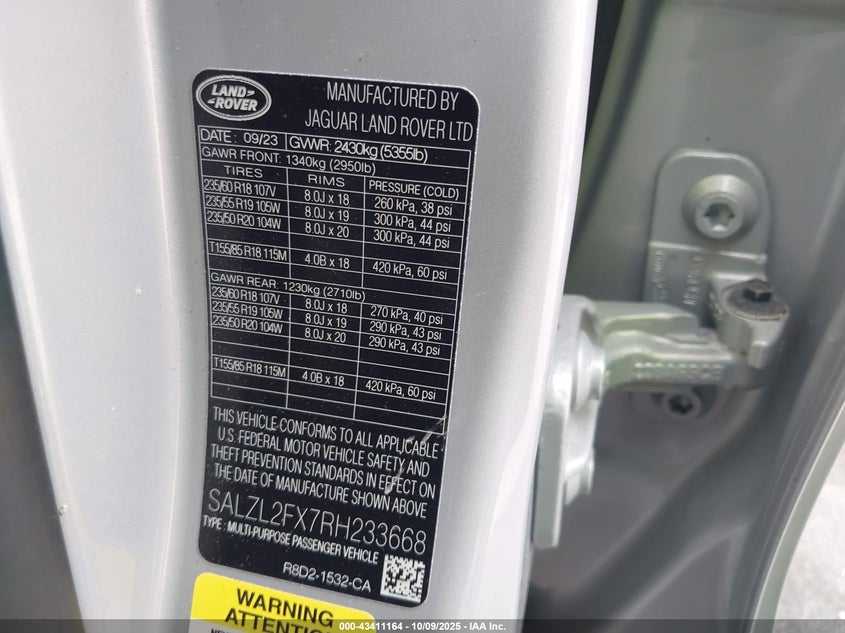 LAND ROVER
MANUFACTURED BY
JAGUAR LAND ROVER LTD
DATE: 09/23 GVWR: 2430kg (5355lb)
GAWR FRONT: 1340kg (2950lb)
TIRES RIMS PRESSURE (COLD)
235/60 R18 107V 8.0J x 18 260 kPa, 38 psi
235/55 R19 105W 8.0J x 19 300 kPa, 44 psi
235/50 R20 104W 8.0J x 20 300 kPa, 44 psi
T155/85 R18 115M 4.0B x 18 420 kPa, 60 psi
GAWR REAR: 1230kg (2710lb)
235/60 R18 107V 8.0J x 18 270 kPa, 40 psi
235/55 R19 105W 8.0J x 19 290 kPa, 43 psi
235/50 R20 104W 8.0J x 20 290 kPa, 43 psi
T155/85 R18 115M 4.0B x 18 420 kPa, 60 psi
THIS VEHICLE CONFORMS TO ALL APPLICABLE
U.S. FEDERAL MOTOR VEHICLE SAFETY AND
THEFT PREVENTION STANDARDS IN EFFECT ON
THE DATE OF MANUFACTURE SHOWN ABOVE
SALZL2FX7RH233668
TYPE: MULTI-PURPOSE PASSENGER VEHICLE
R8D2-1532-CA
WARNING
ATTENTION
000-43411164 - 10/09/2025 - IAA Inc.